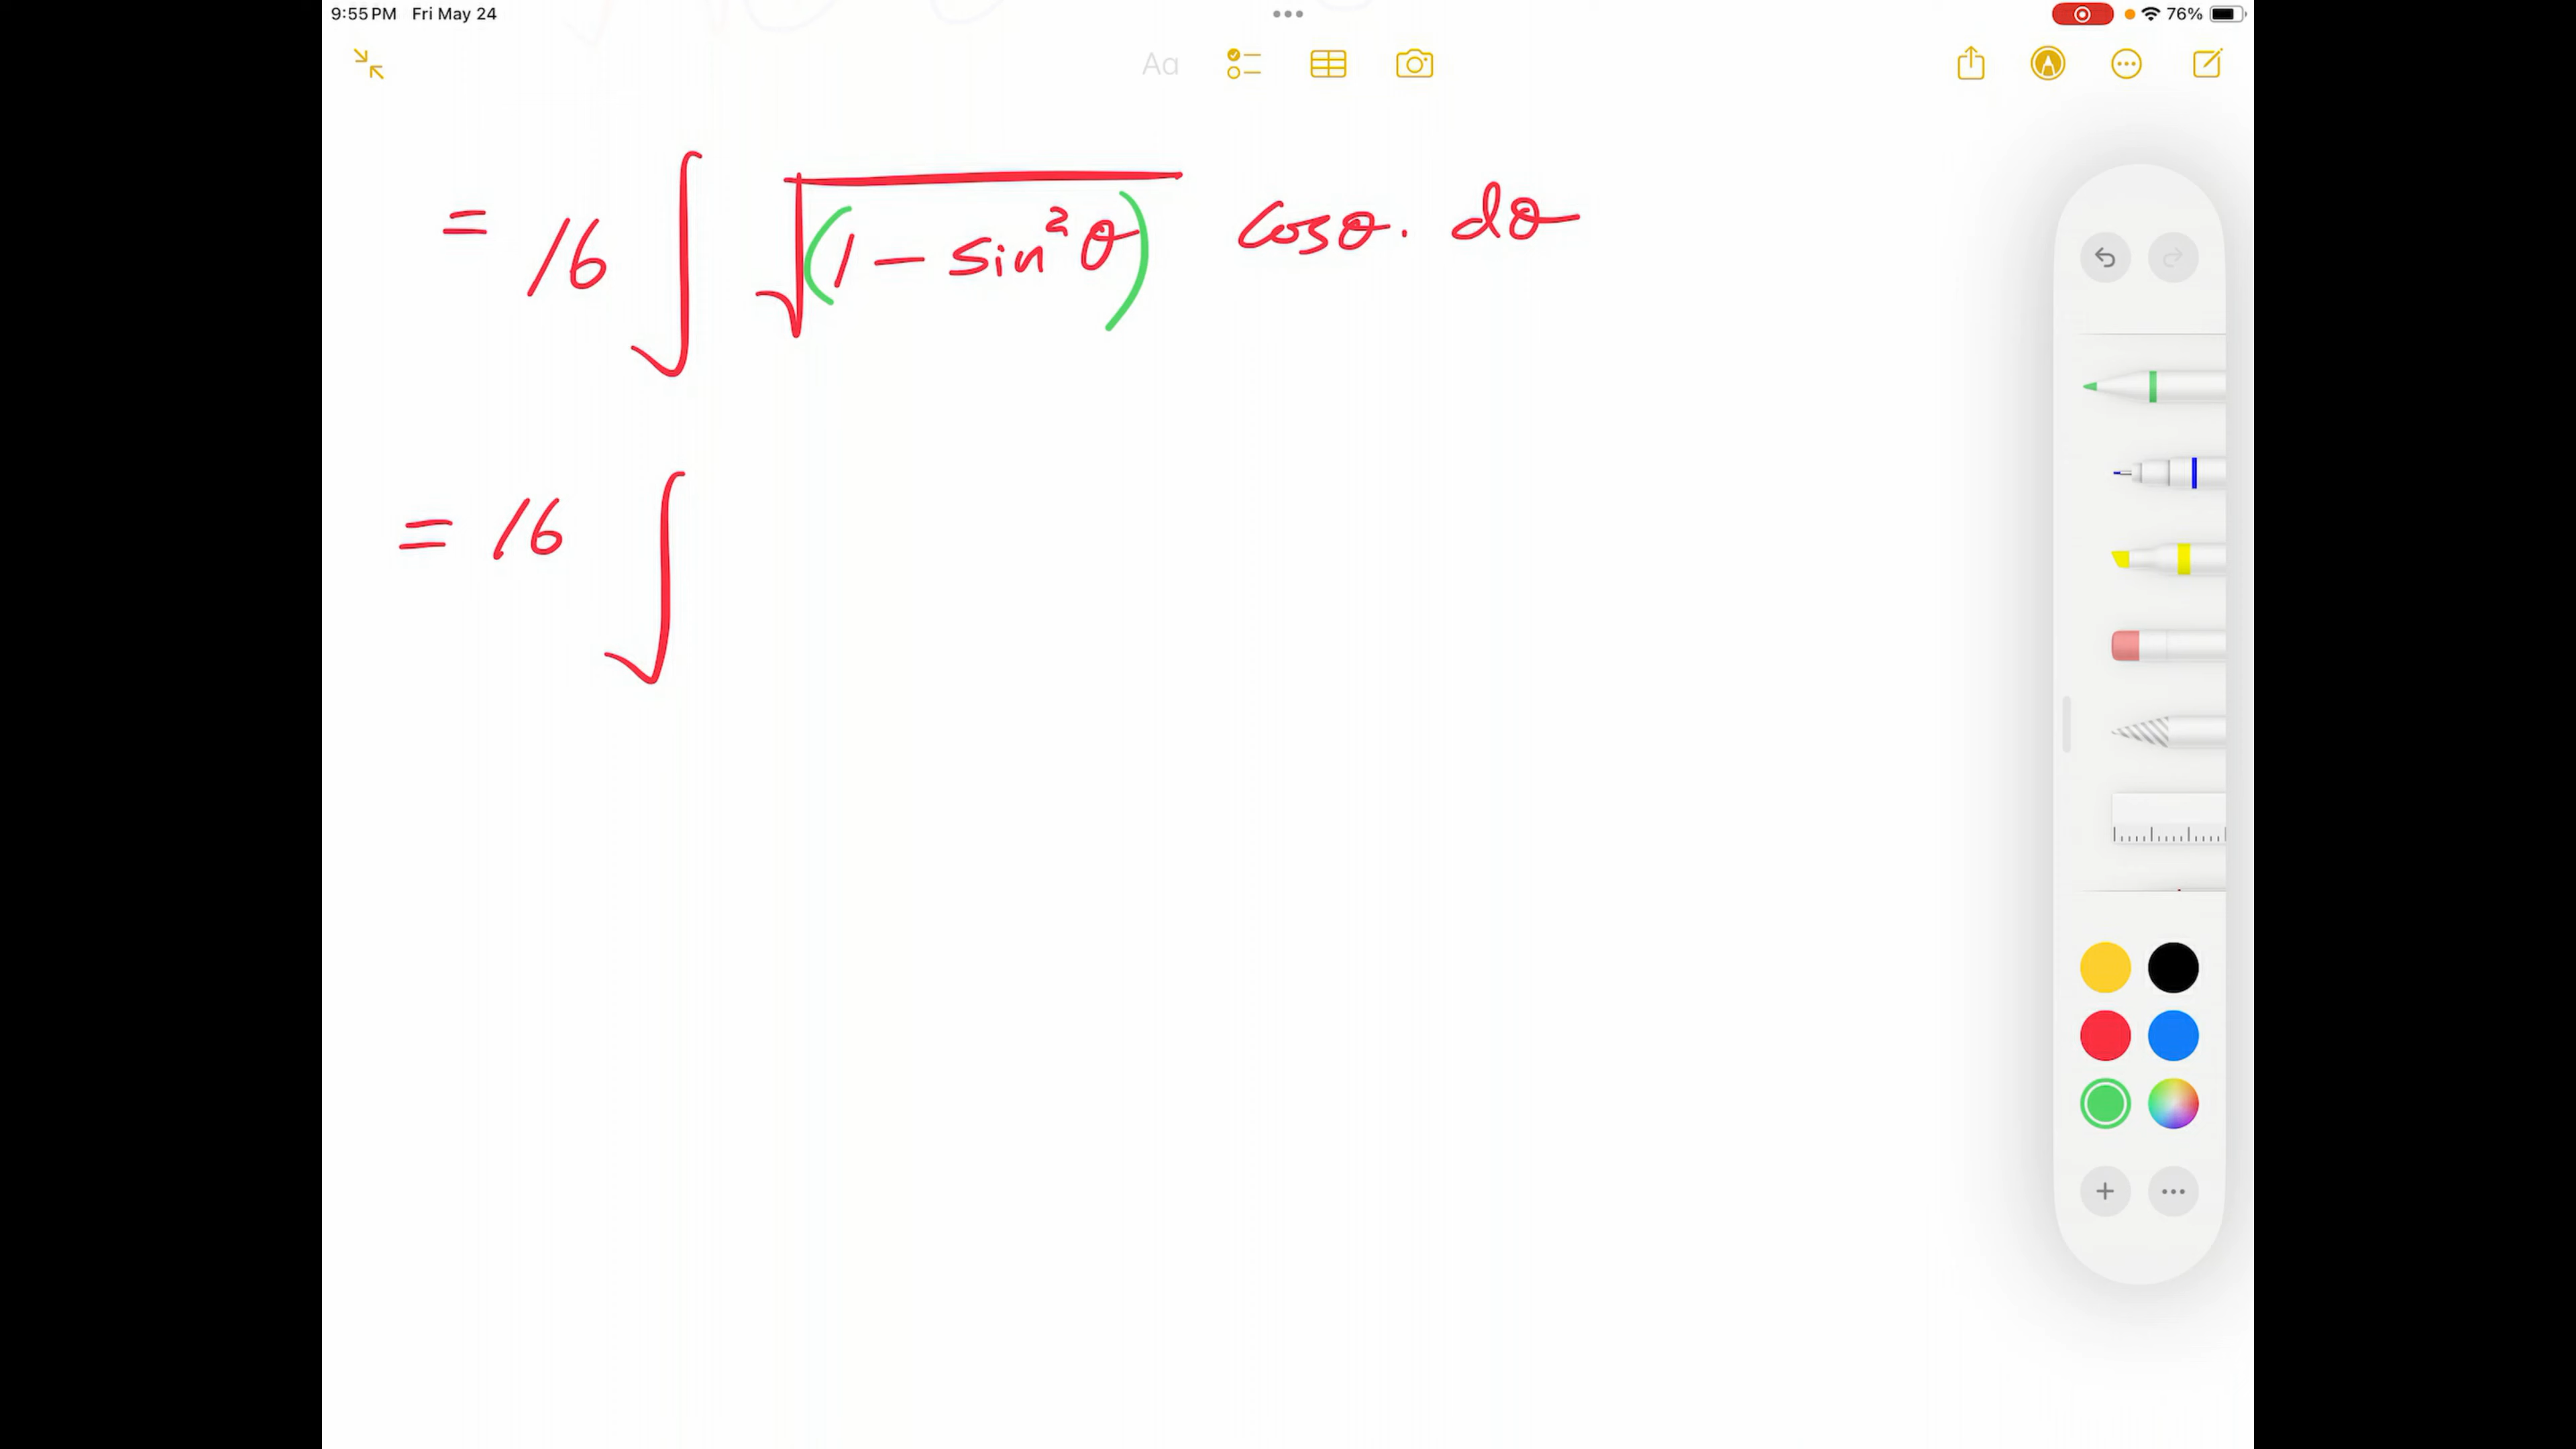 9:55 PM Fri May 24
76%
Aa
= 16 ∫ √(1 - sin²θ) cosθ. dθ
= 16 ∫